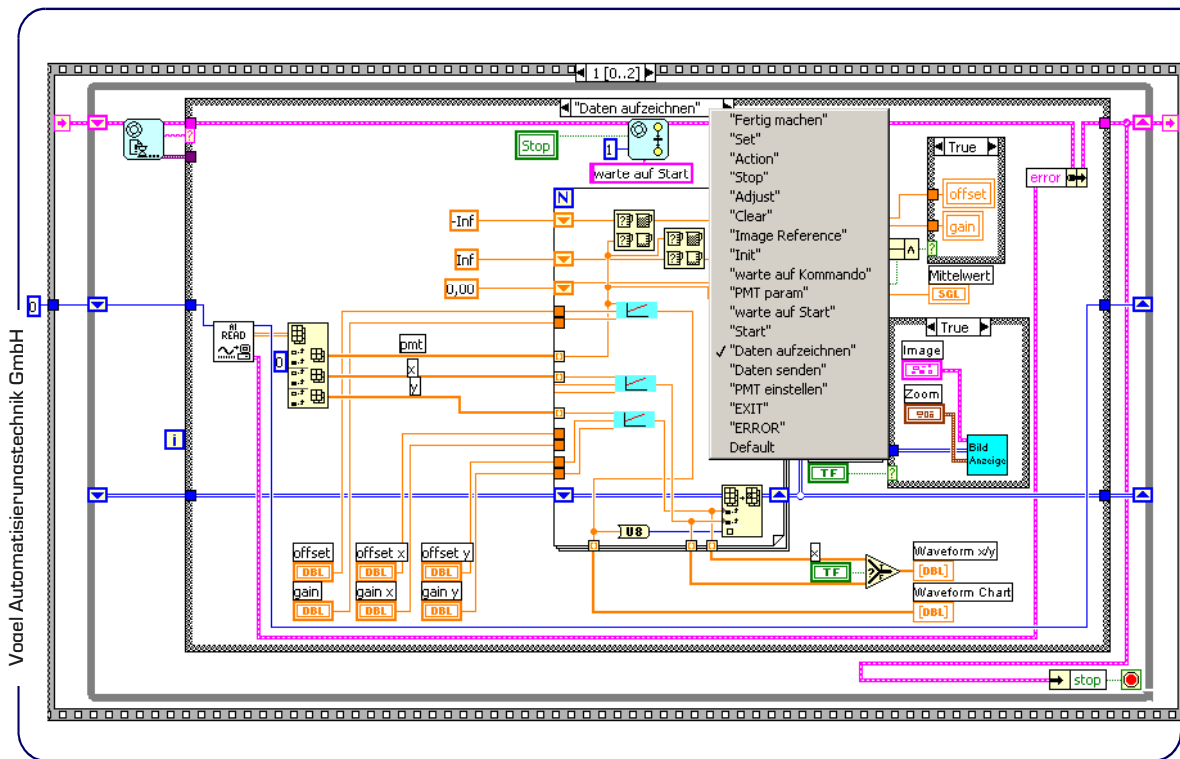 Vogel Automatisierungstechnik GmbH
1 [0..2]
"Daten aufzeichnen"
Stop
1
warte auf Start
"Fertig machen"
"Set"
"Action"
"Stop"
"Adjust"
"Clear"
"Image Reference"
"Init"
"warte auf Kommando"
"PMT param"
"warte auf Start"
"Start"
"Daten aufzeichnen"
"Daten senden"
"PMT einstellen"
"EXIT"
"ERROR"
Default
True
offset
gain
error
N
-Inf
Inf
0,00
Mittelwert
SGL
0
AI
READ
0
pmt
x
y
True
Image
Zoom
Bild
Anzeige
TF
i
U8
offset
DBL
gain
DBL
offset x
DBL
gain x
DBL
offset y
DBL
gain y
DBL
x
TF
?
Waveform x/y
[DBL]
Waveform Chart
[DBL]
stop